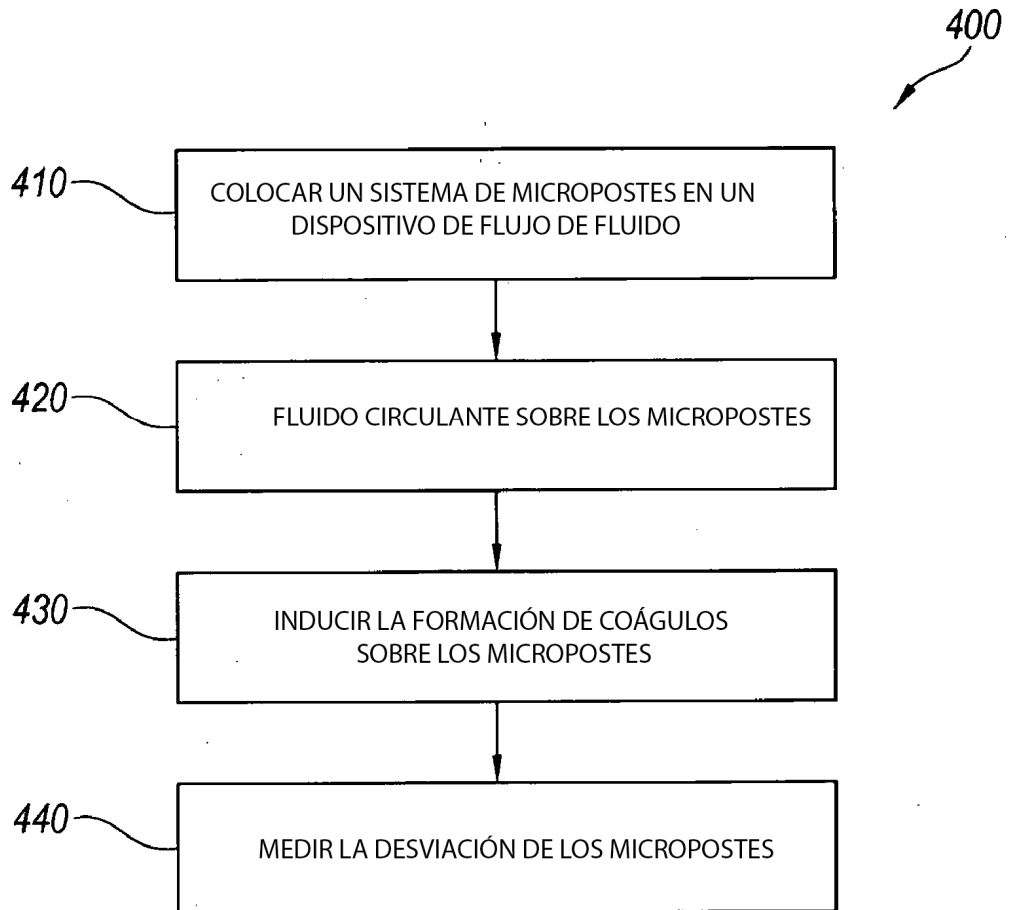 400
410
COLOCAR UN SISTEMA DE MICROPOSTES EN UN
DISPOSITIVO DE FLUJO DE FLUIDO
420
FLUIDO CIRCULANTE SOBRE LOS MICROPOSTES
430
INDUCIR LA FORMACIÓN DE COÁGULOS
SOBRE LOS MICROPOSTES
440
MEDIR LA DESVIACIÓN DE LOS MICROPOSTES